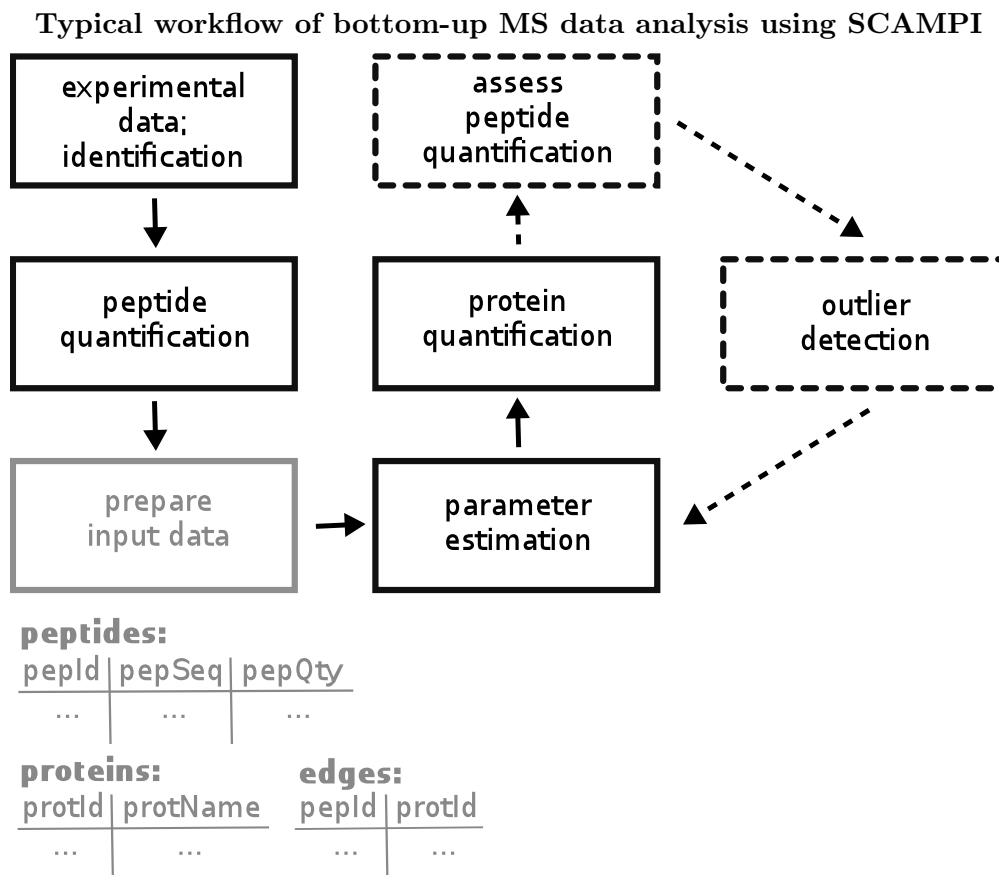 Typical workflow of bottom-up MS data analysis using SCAMPI
experimental
data;
identification
peptide
quantification
prepare
input data
assess
peptide
quantification
protein
quantification
parameter
estimation
outlier
detection
peptides:
pepId pepSeq pepQty
... ... ...
proteins:
protId protName
... ...
edges:
pepId protId
... ...